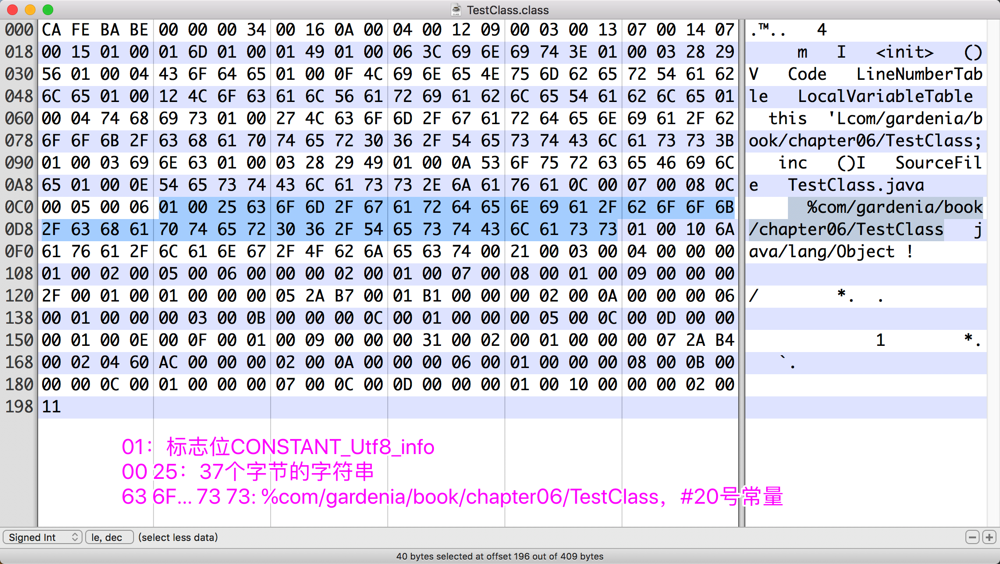 TestClass.class
000 CA FE BA BE 00 00 00 34 00 16 0A 00 04 00 12 09 00 03 00 13 07 00 14 07 .™.. 4
018 00 15 01 00 01 6D 01 00 01 49 01 00 06 3C 69 6E 69 74 3E 01 00 03 28 29 m I <init> ()
030 56 01 00 04 43 6F 64 65 01 00 0F 4C 69 6E 65 4E 75 6D 62 65 72 54 61 62 V Code LineNumberTab
048 6C 65 01 00 12 4C 6F 63 61 6C 56 61 72 69 61 62 6C 65 54 61 62 6C 65 01 le LocalVariableTable
060 00 04 74 68 69 73 01 00 27 4C 63 6F 6D 2F 67 61 72 64 65 6E 69 61 2F 62 this 'Lcom/gardenia/b
078 6F 6F 6B 2F 63 68 61 70 74 65 72 30 36 2F 54 65 73 74 43 6C 61 73 73 3B ook/chapter06/TestClass;
090 01 00 03 69 6E 63 01 00 03 28 29 49 01 00 0A 53 6F 75 72 63 65 46 69 6C inc ()I SourceFil
0A8 65 01 00 0E 54 65 73 74 43 6C 61 73 73 2E 6A 61 76 61 0C 00 07 00 08 0C e TestClass.java
0C0 00 05 00 06 01 00 25 63 6F 6D 2F 67 61 72 64 65 6E 69 61 2F 62 6F 6F 6B %com/gardenia/book
0D8 2F 63 68 61 70 74 65 72 30 36 2F 54 65 73 74 43 6C 61 73 73 01 00 10 6A /chapter06/TestClass j
0F0 61 76 61 2F 6C 61 6E 67 2F 4F 62 6A 65 63 74 00 21 00 03 00 04 00 00 00 ava/lang/Object !
108 01 00 02 00 05 00 06 00 00 00 02 00 01 00 07 00 08 00 01 00 09 00 00 00
120 2F 00 01 00 01 00 00 00 05 2A B7 00 01 B1 00 00 00 02 00 0A 00 00 00 06 / *. .
138 00 01 00 00 00 03 00 0B 00 00 00 0C 00 01 00 00 00 05 00 0C 00 0D 00 00
150 00 01 00 0E 00 0F 00 01 00 09 00 00 00 31 00 02 00 01 00 00 00 07 2A B4 1 *.
168 00 02 04 60 AC 00 00 00 02 00 0A 00 00 00 06 00 01 00 00 00 08 00 0B 00 `.
180 00 00 0C 00 01 00 00 00 07 00 0C 00 0D 00 00 00 01 00 10 00 00 00 02 00
198 11
01：标志位CONSTANT_Utf8_info
00 25：37个字节的字符串
63 6F... 73 73: %com/gardenia/book/chapter06/TestClass，#20号常量
Signed Int le, dec (select less data)
40 bytes selected at offset 196 out of 409 bytes